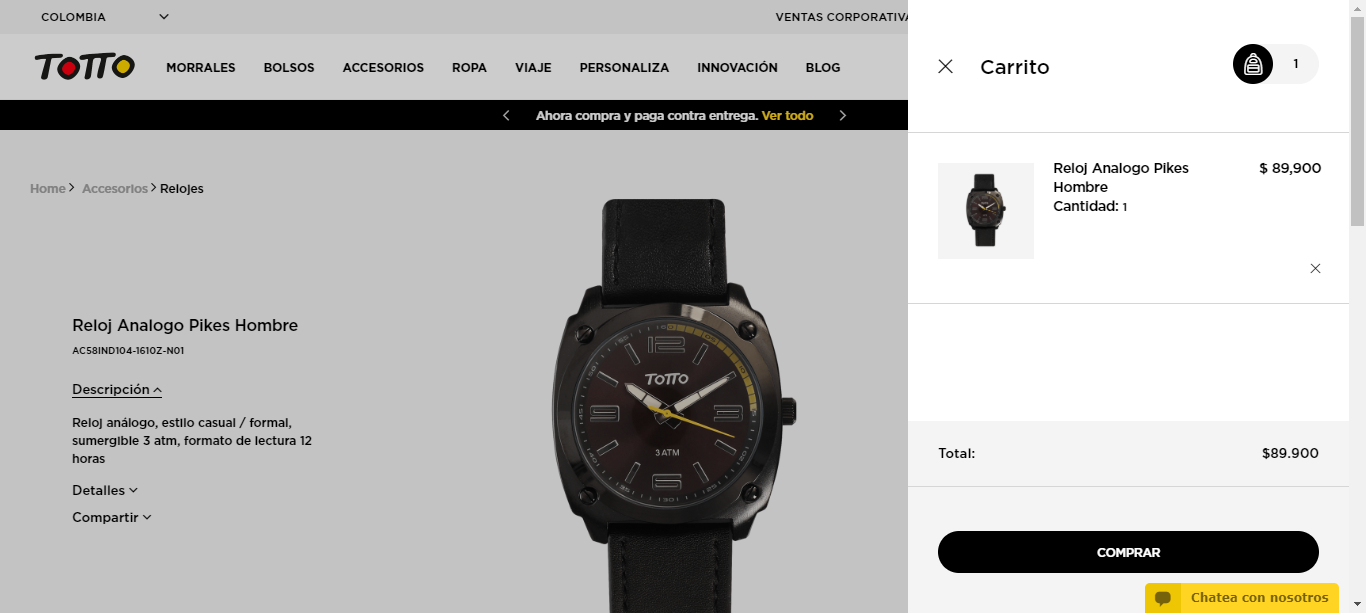 COLOMBIA
VENTAS CORPORATIVA
TOTTO
MORRALES BOLSOS ACCESORIOS ROPA VIAJE PERSONALIZA INNOVACIÓN BLOG
Ahora compra y paga contra entrega. Ver todo
Home Accesorios Relojes
Reloj Analogo Pikes Hombre
AC58IND104-1610Z-N01
Descripción
Reloj análogo, estilo casual / formal,
sumergible 3 atm, formato de lectura 12
horas
Detalles
Compartir
12
TOTTO
9
3
3 ATM
6
Carrito
1
Reloj Analogo Pikes
Hombre
$ 89,900
Cantidad: 1
Total:
$89.900
COMPRAR
Chatea con nosotros